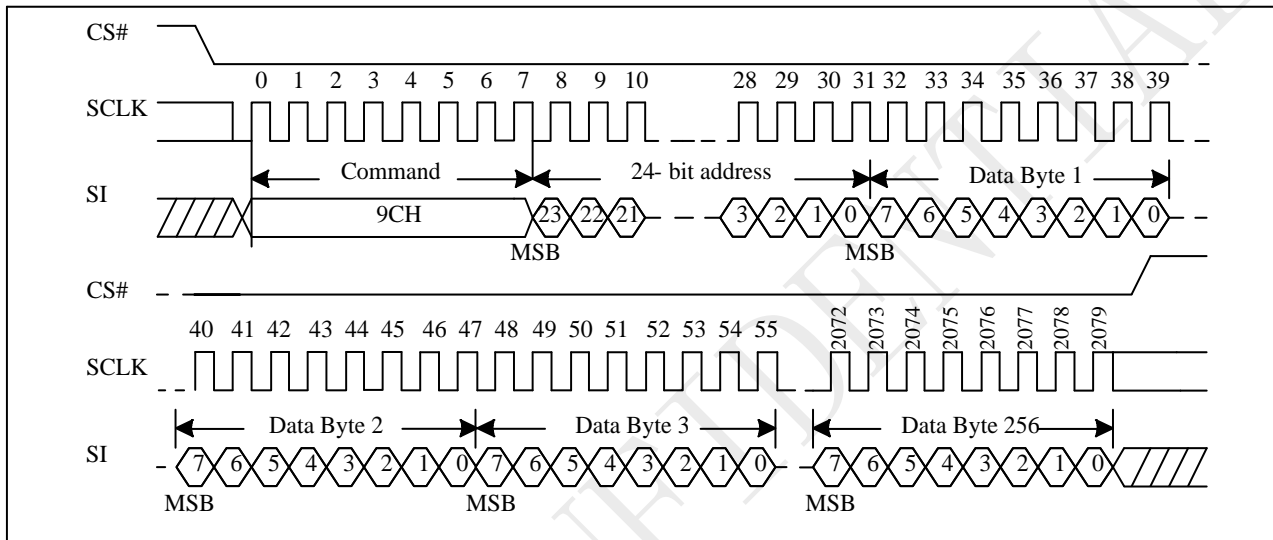 CS#
0 1 2 3 4 5 6 7 8 9 10 28 29 30 31 32 33 34 35 36 37 38 39
SCLK
Command 24- bit address Data Byte 1
SI
9CH 23 22 21 3 2 1 0 7 6 5 4 3 2 1 0
MSB MSB
CS#
40 41 42 43 44 45 46 47 48 49 50 51 52 53 54 55 2072 2073 2074 2075 2076 2077 2078 2079
SCLK
Data Byte 2 Data Byte 3 Data Byte 256
SI
7 6 5 4 3 2 1 0 7 6 5 4 3 2 1 0 7 6 5 4 3 2 1 0
MSB MSB MSB